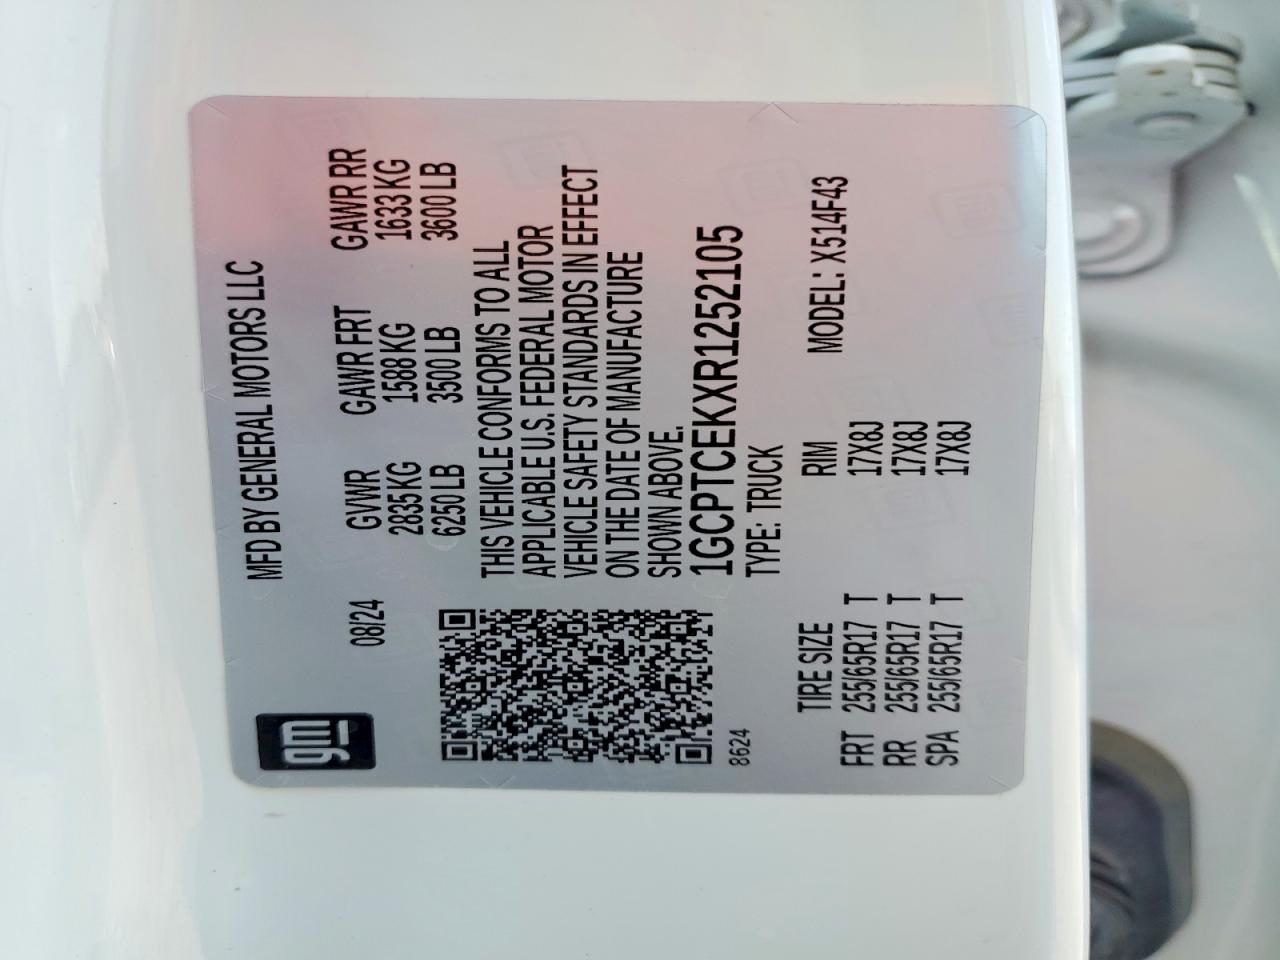 gm
MFD BY GENERAL MOTORS LLC
08/24 GVWR GAWR FRT GAWR RR
2835 KG 1588 KG 1633 KG
6250 LB 3500 LB 3600 LB
THIS VEHICLE CONFORMS TO ALL
APPLICABLE U.S. FEDERAL MOTOR
VEHICLE SAFETY STANDARDS IN EFFECT
ON THE DATE OF MANUFACTURE
SHOWN ABOVE.
1GCPTCEKXR1252105
8624 TYPE: TRUCK
TIRE SIZE RIM MODEL: X514F43
FRT 255/65R17 T 17X8J
RR 255/65R17 T 17X8J
SPA 255/65R17 T 17X8J